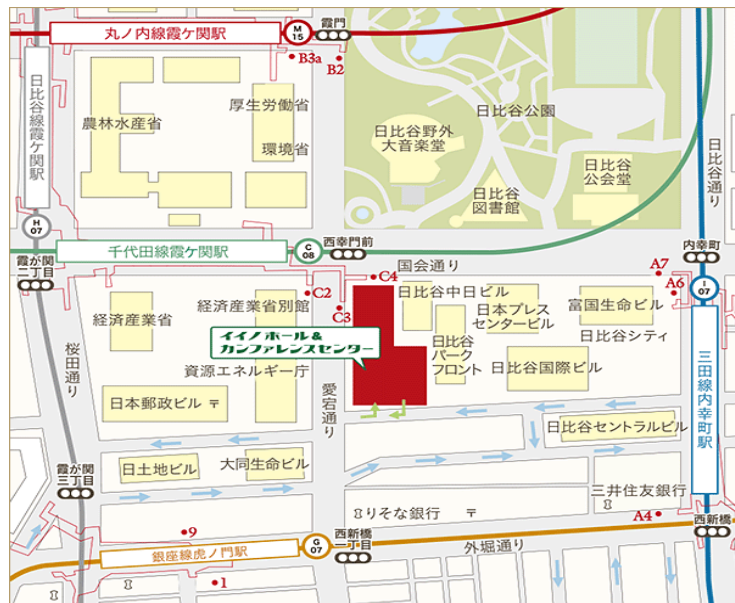 丸ノ内線霞ケ関駅
M
15
霞門
B3a
B2
日比谷線霞ケ関駅
農林水産省
厚生労働省
環境省
日比谷公園
日比谷野外
大音楽堂
日比谷
図書館
日比谷
公会堂
日比谷通り
H
07
千代田線霞ケ関駅
C
08
西幸門前
国会通り
内幸町
霞が関
二丁目
C2
C3
C4
A7
A6
I
07
経済産業省
経済産業省別館
日比谷中日ビル
日本プレス
センタービル
富国生命ビル
日比谷シティ
イイノホール&
カンファレンスセンター
日比谷
パーク
フロント
日比谷国際ビル
資源エネルギー庁
桜田通り
愛宕通り
三田線内幸町駅
日本郵政ビル 〒
日比谷セントラルビル
日土地ビル
大同生命ビル
霞が関
三丁目
三井住友銀行
りそな銀行 〒
A4
9
西新橋
一丁目
西新橋
銀座線虎ノ門駅
G
07
外堀通り
1